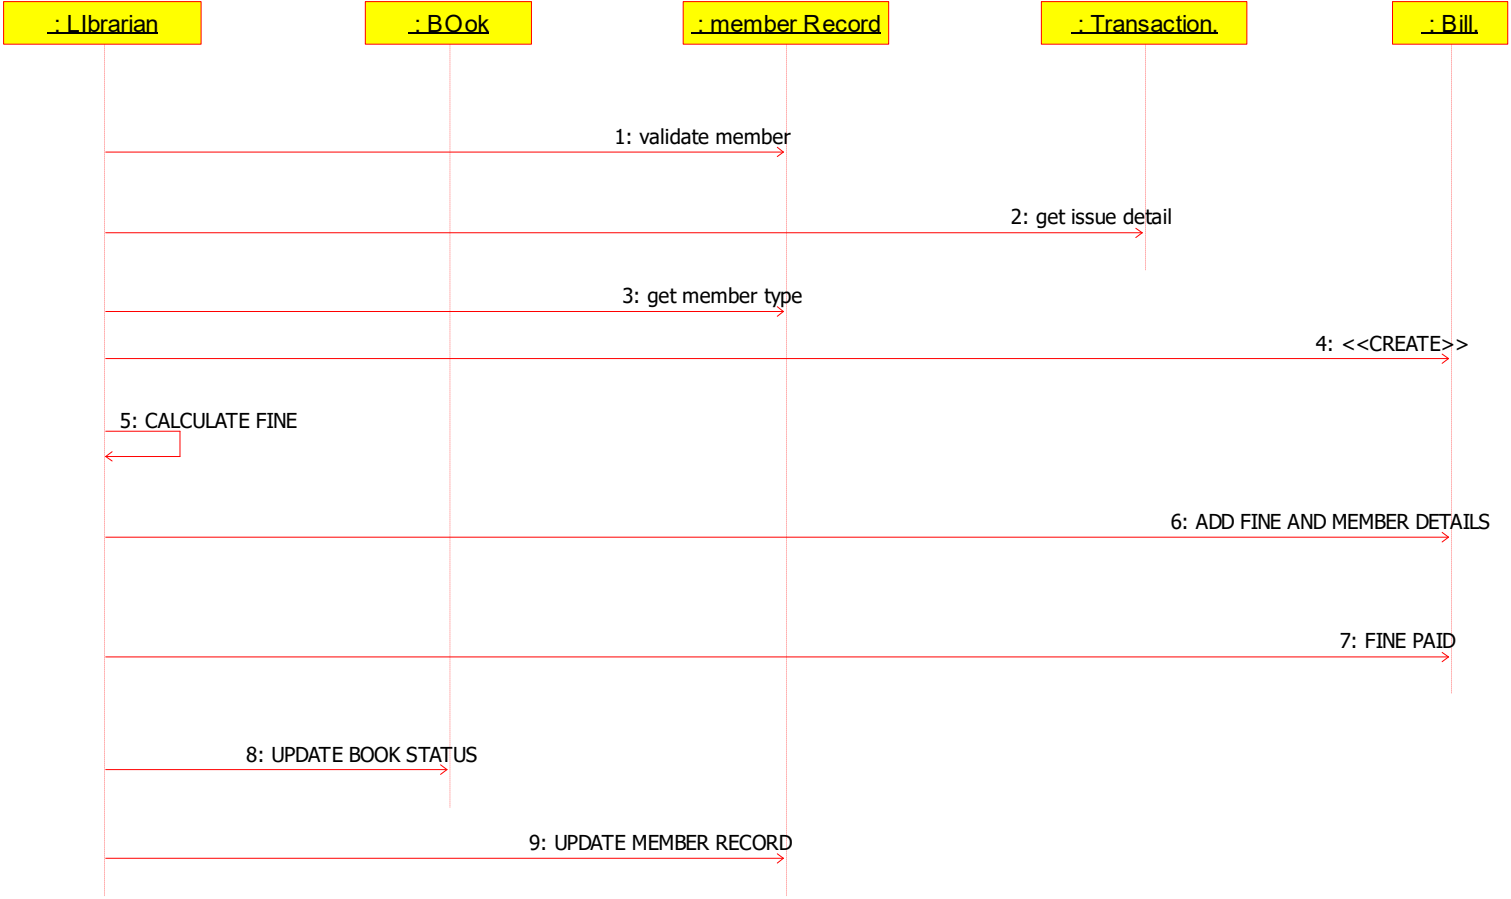 : LIbrarian
: BOok
: member Record
: Transaction.
: Bill.
1: validate member
2: get issue detail
3: get member type
4: <<CREATE>>
5: CALCULATE FINE
6: ADD FINE AND MEMBER DETAILS
7: FINE PAID
8: UPDATE BOOK STATUS
9: UPDATE MEMBER RECORD